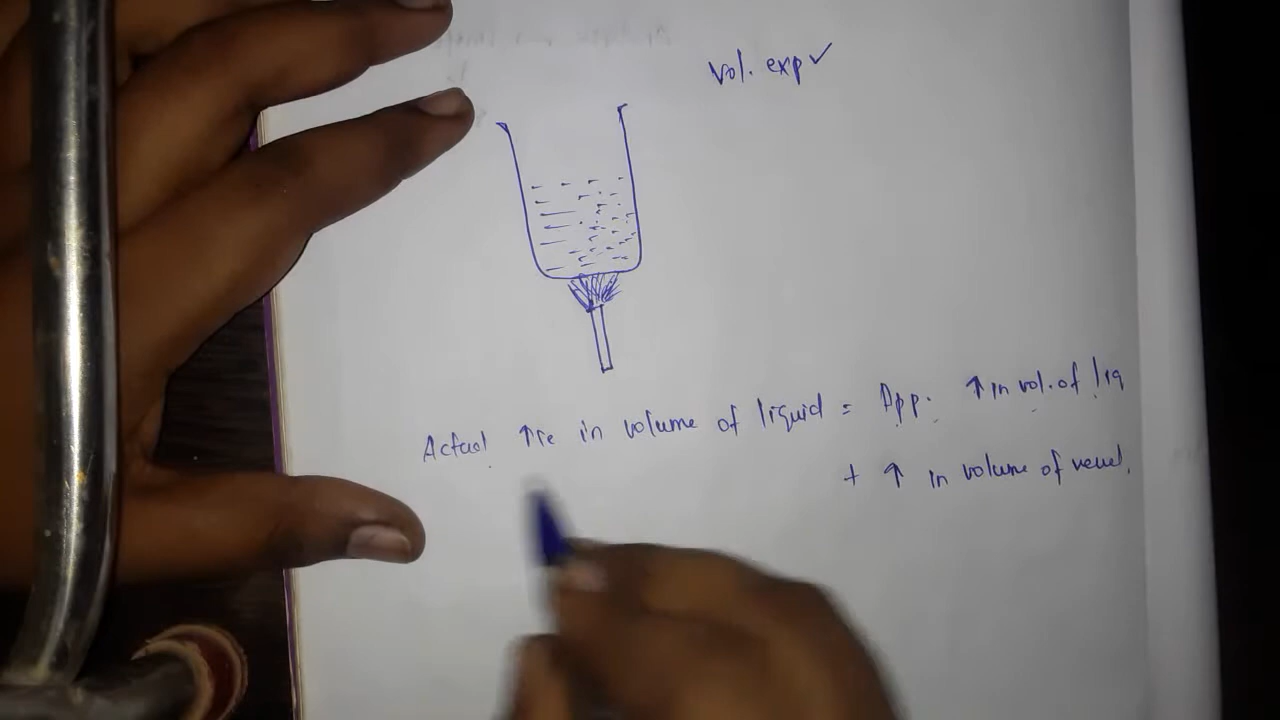 Vol. exp ✓
Actual ↑se in volume of liquid = App. ↑ in vol. of liq
+ ↑ in volume of vessel.